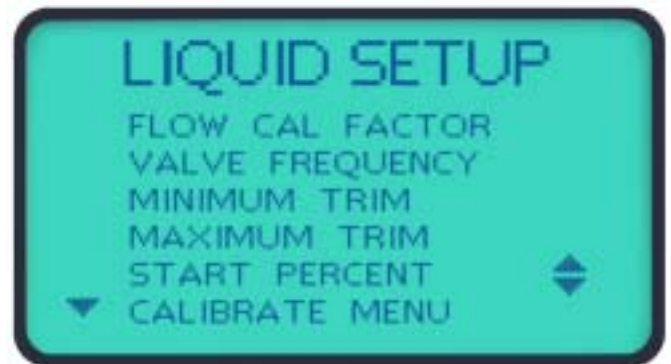 LIQUID SETUP
FLOW CAL FACTOR
VALVE FREQUENCY
MINIMUM TRIM
MAXIMUM TRIM
START PERCENT
CALIBRATE MENU